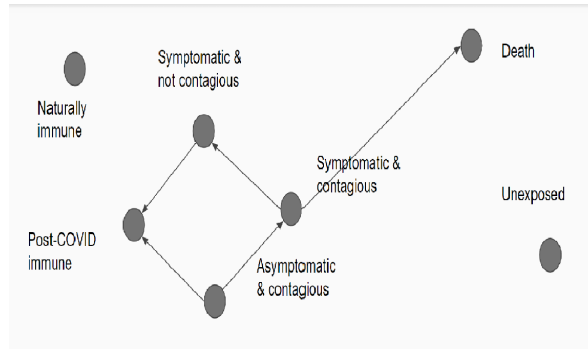 Symptomatic &
not contagious
Death
Naturally
immune
Symptomatic &
contagious
Unexposed
Post-COVID
immune
Asymptomatic
& contagious